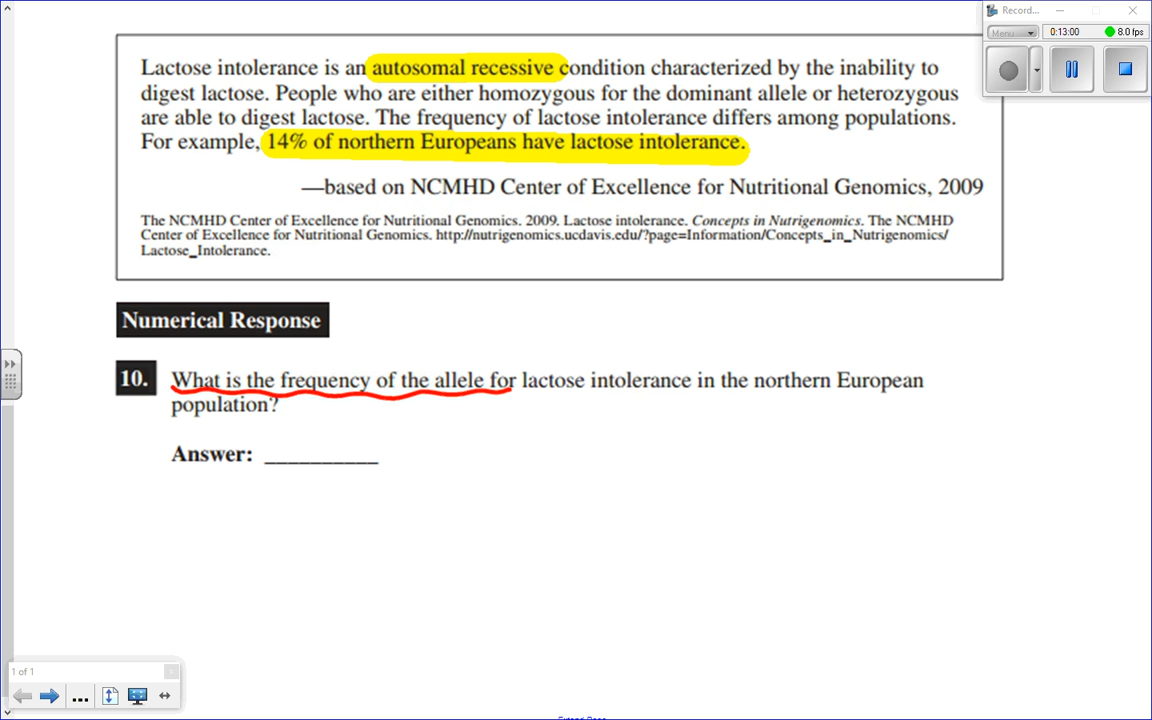 Record...
Menu
0:13:00
8.0 fps
Lactose intolerance is an autosomal recessive condition characterized by the inability to
digest lactose. People who are either homozygous for the dominant allele or heterozygous
are able to digest lactose. The frequency of lactose intolerance differs among populations.
For example, 14% of northern Europeans have lactose intolerance.
—based on NCMHD Center of Excellence for Nutritional Genomics, 2009
The NCMHD Center of Excellence for Nutritional Genomics. 2009. Lactose intolerance. Concepts in Nutrigenomics. The NCMHD
Center of Excellence for Nutritional Genomics. http://nutrigenomics.ucdavis.edu/?page=Information/Concepts_in_Nutrigenomics/
Lactose_Intolerance.
Numerical Response
10. What is the frequency of the allele for lactose intolerance in the northern European
population?
Answer: __________
1 of 1
...